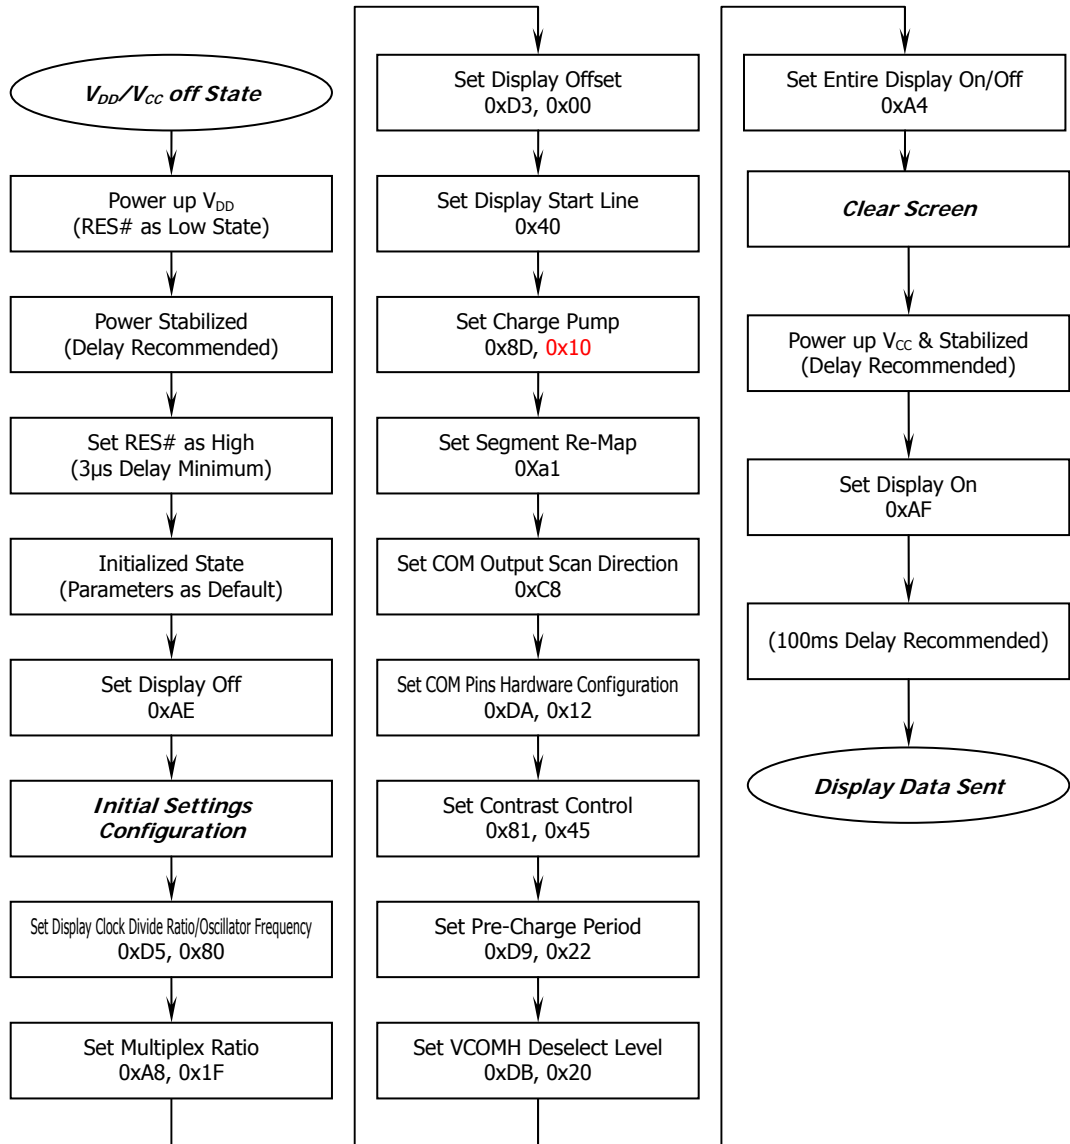 V_DD/V_CC off State
Power up V_DD
(RES# as Low State)
Power Stabilized
(Delay Recommended)
Set RES# as High
(3µs Delay Minimum)
Initialized State
(Parameters as Default)
Set Display Off
0xAE
Initial Settings
Configuration
Set Display Clock Divide Ratio/Oscillator Frequency
0xD5, 0x80
Set Multiplex Ratio
0xA8, 0x1F
Set Display Offset
0xD3, 0x00
Set Display Start Line
0x40
Set Charge Pump
0x8D, 0x10
Set Segment Re-Map
0Xa1
Set COM Output Scan Direction
0xC8
Set COM Pins Hardware Configuration
0xDA, 0x12
Set Contrast Control
0x81, 0x45
Set Pre-Charge Period
0xD9, 0x22
Set VCOMH Deselect Level
0xDB, 0x20
Set Entire Display On/Off
0xA4
Clear Screen
Power up V_CC & Stabilized
(Delay Recommended)
Set Display On
0xAF
(100ms Delay Recommended)
Display Data Sent